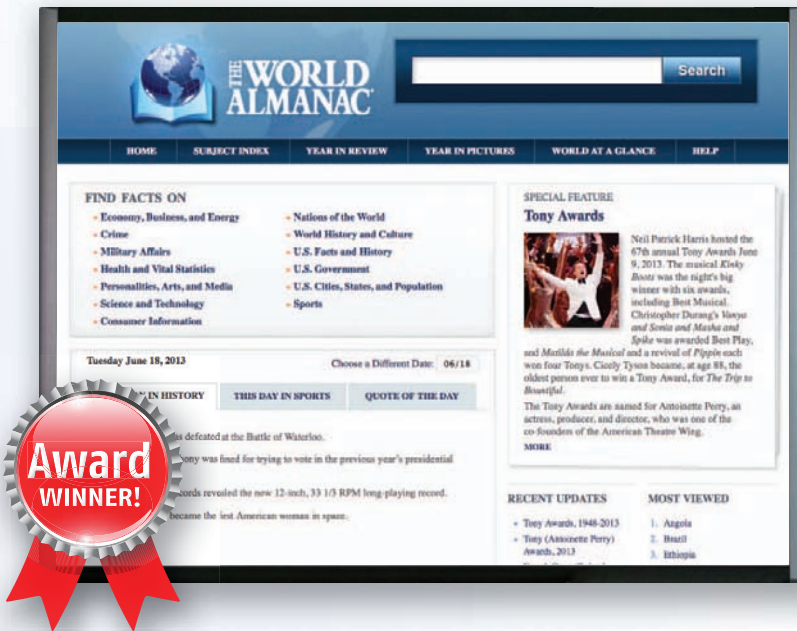 THE WORLD
ALMANAC
Search
HOME SUBJECT INDEX YEAR IN REVIEW YEAR IN PICTURES WORLD AT A GLANCE HELP
FIND FACTS ON
Economy, Business, and Energy
Crime
Military Affairs
Health and Vital Statistics
Personalities, Arts, and Media
Science and Technology
Consumer Information
Nations of the World
World History and Culture
U.S. Facts and History
U.S. Government
U.S. Cities, States, and Population
Sports
SPECIAL FEATURE
Tony Awards
Neil Patrick Harris hosted the
67th annual Tony Awards June
9, 2013. The musical Kinky
Boots was the night's big
winner with six awards,
including Best Musical.
Christopher Durang's Vanya
and Sonia and Masha and
Spike was awarded Best Play,
and Matilda the Musical and a revival of Pippin each
won four Tonys. Cicely Tyson became, at age 88, the
oldest person ever to win a Tony Award, for The Trip to
Bountiful.
The Tony Awards are named for Antoinette Perry, an
actress, producer, and director, who was one of the
co-founders of the American Theatre Wing.
MORE
Tuesday June 18, 2013 Choose a Different Date: 06/18
IN HISTORY THIS DAY IN SPORTS QUOTE OF THE DAY
defeated at the Battle of Waterloo.
was fined for trying to vote in the previous year's presidential
revealed the new 12-inch, 33 1/3 RPM long-playing record.
became the first American woman in space.
Award
WINNER!
RECENT UPDATES
Tony Awards, 1948-2013
Tony (Antoinette Perry)
Awards, 2013
MOST VIEWED
1. Angola
2. Brazil
3. Ethiopia